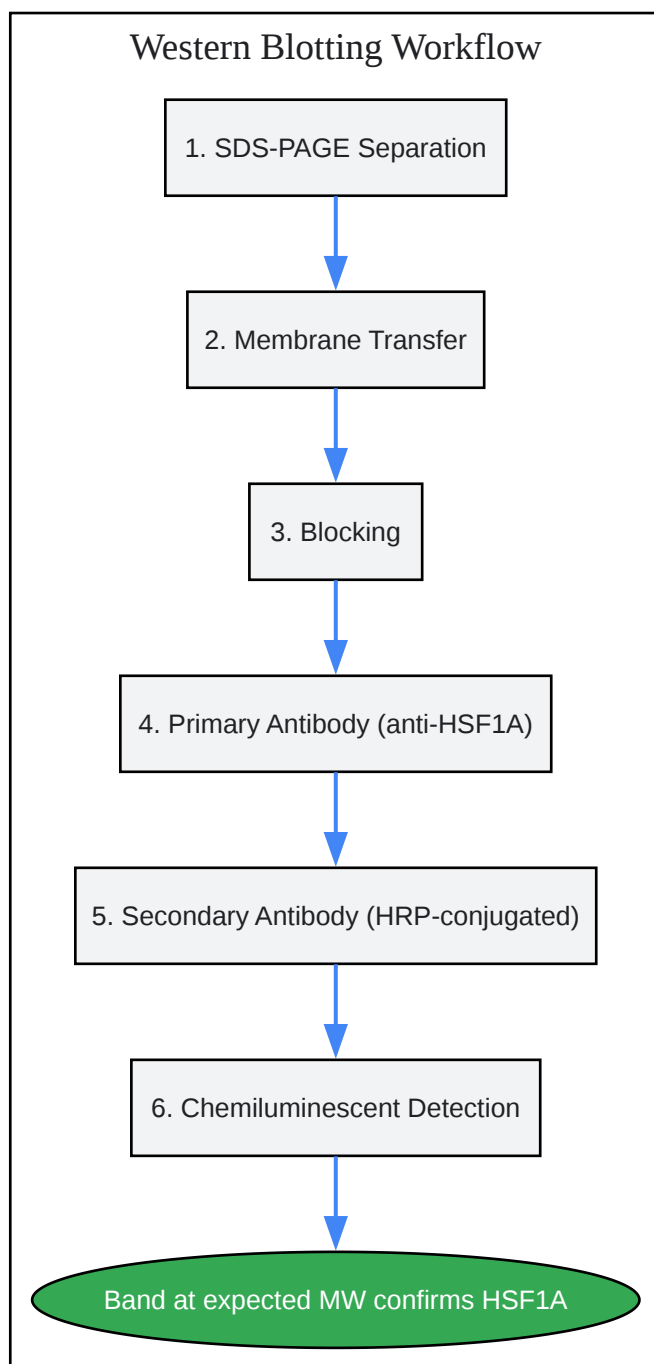 Western Blotting Workflow
1. SDS-PAGE Separation
2. Membrane Transfer
3. Blocking
4. Primary Antibody (anti-HSF1A)
5. Secondary Antibody (HRP-conjugated)
6. Chemiluminescent Detection
Band at expected MW confirms HSF1A